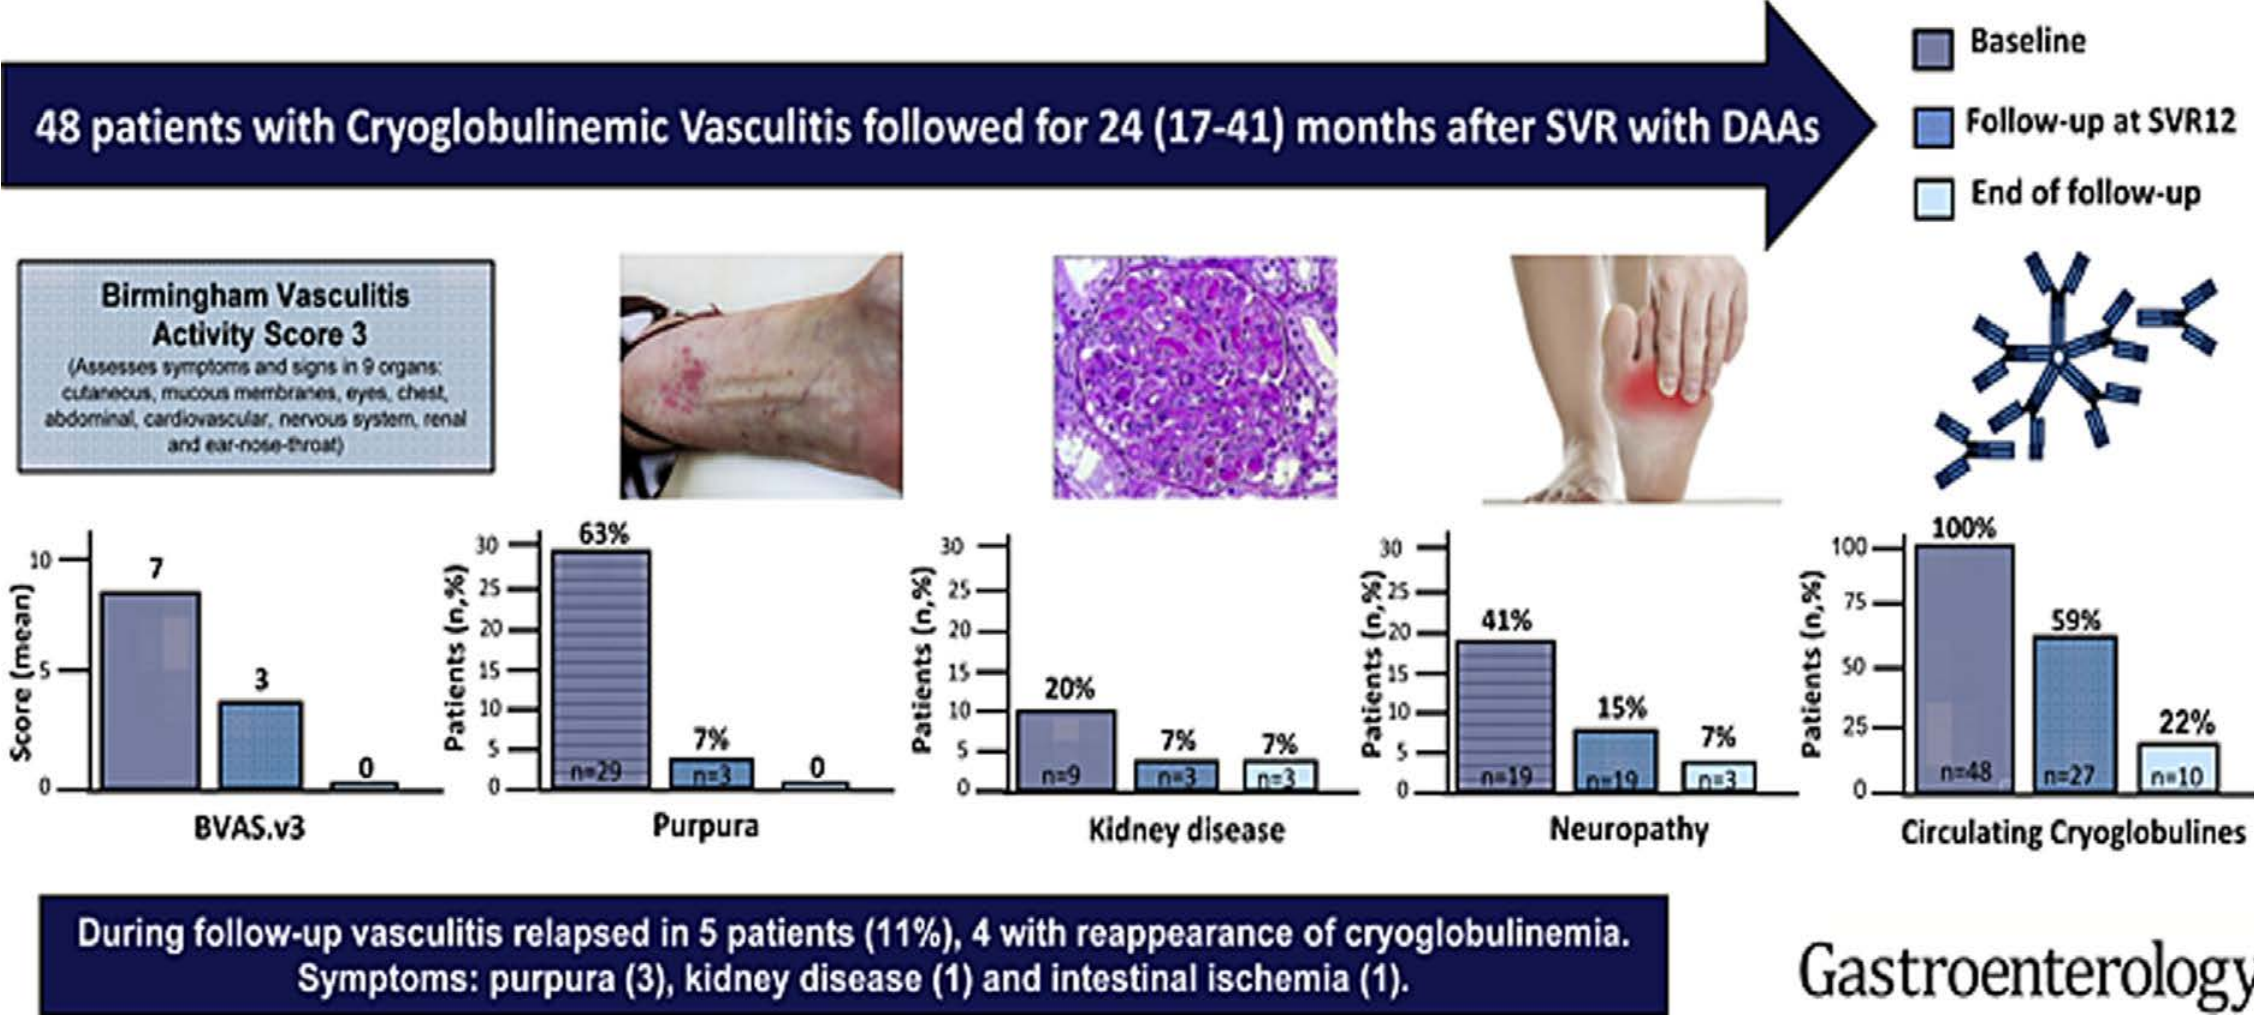 48 patients with Cryoglobulinemic Vasculitis followed for 24 (17-41) months after SVR with DAAs
Baseline
Follow-up at SVR12
End of follow-up
Birmingham Vasculitis
Activity Score 3
(Assesses symptoms and signs in 9 organs:
cutaneous, mucous membranes, eyes, chest,
abdominal, cardiovascular, nervous system, renal
and ear-nose-throat)
Score (mean)
10
5
0
7
3
0
BVAS.v3
Patients (n,%)
30
25
20
15
10
5
0
63%
7%
0
n=29
n=3
Purpura
Patients (n,%)
30
25
20
15
10
5
0
20%
7%
7%
n=9
n=3
n=3
Kidney disease
Patients (n,%)
30
25
20
15
10
5
0
41%
15%
7%
n=19
n=19
n=3
Neuropathy
Patients (n,%)
100
75
50
25
0
100%
59%
22%
n=48
n=27
n=10
Circulating Cryoglobulines
During follow-up vasculitis relapsed in 5 patients (11%), 4 with reappearance of cryoglobulinemia.
Symptoms: purpura (3), kidney disease (1) and intestinal ischemia (1).
Gastroenterology